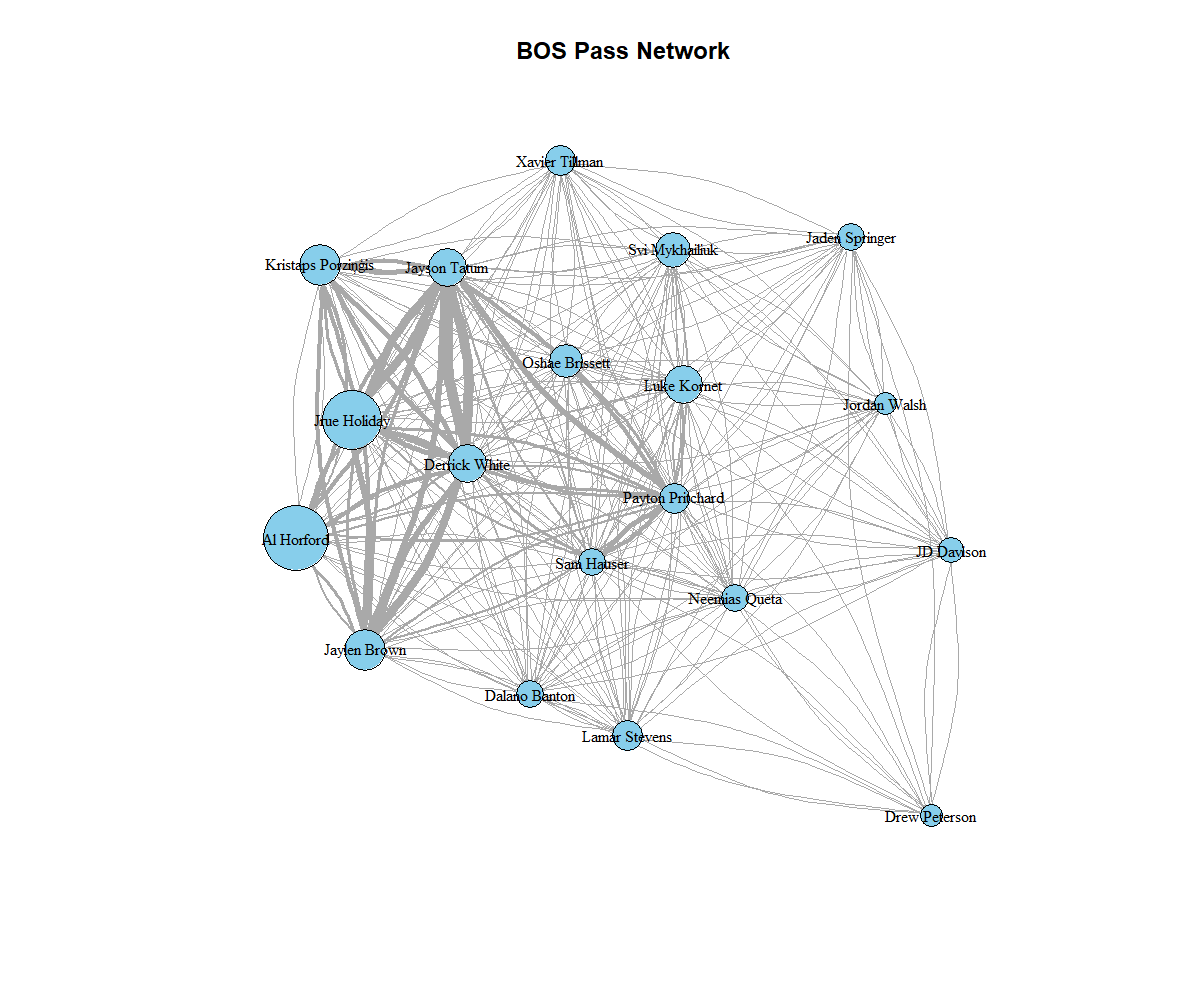 BOS Pass Network
Xavier Tillman
Jaden Springer
Svi Mykhailiuk
Kristaps Porziņģis
Jayson Tatum
Oshae Brissett
Luke Kornet
Jordan Walsh
Jrue Holiday
Derrick White
Payton Pritchard
Al Horford
JD Davison
Sam Hauser
Neemias Queta
Jaylen Brown
Dalano Banton
Lamar Stevens
Drew Peterson